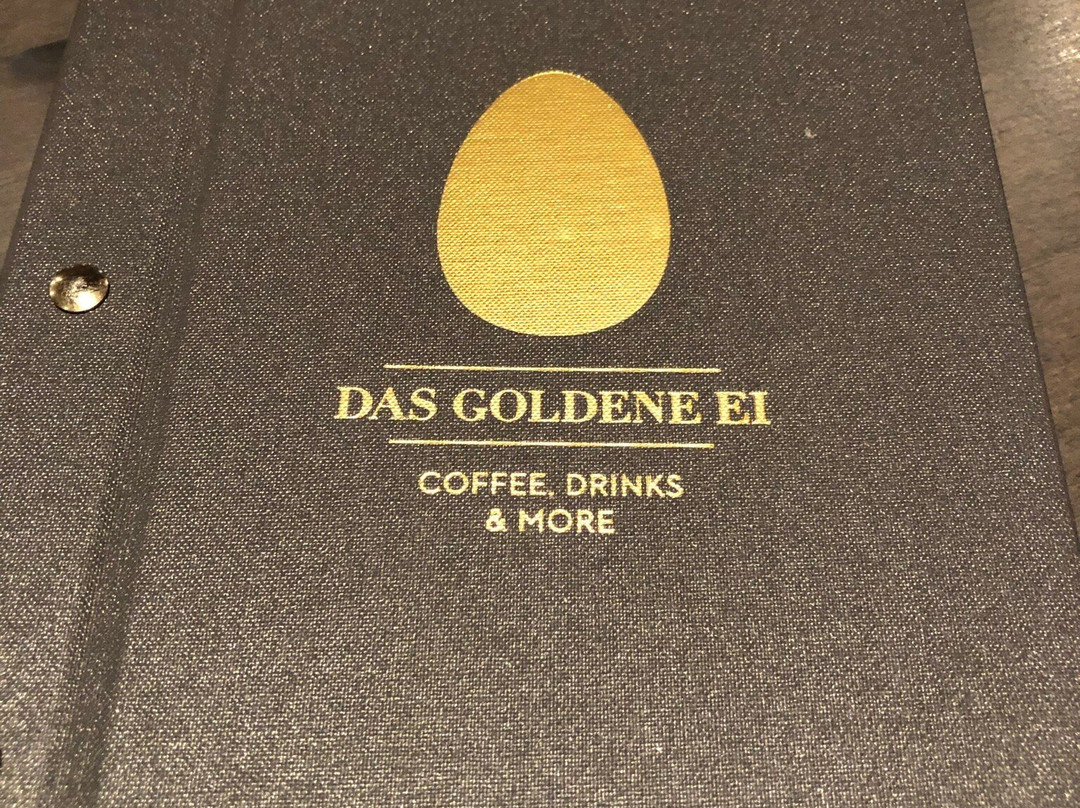 DAS GOLDENE EI
COFFEE, DRINKS
& MORE